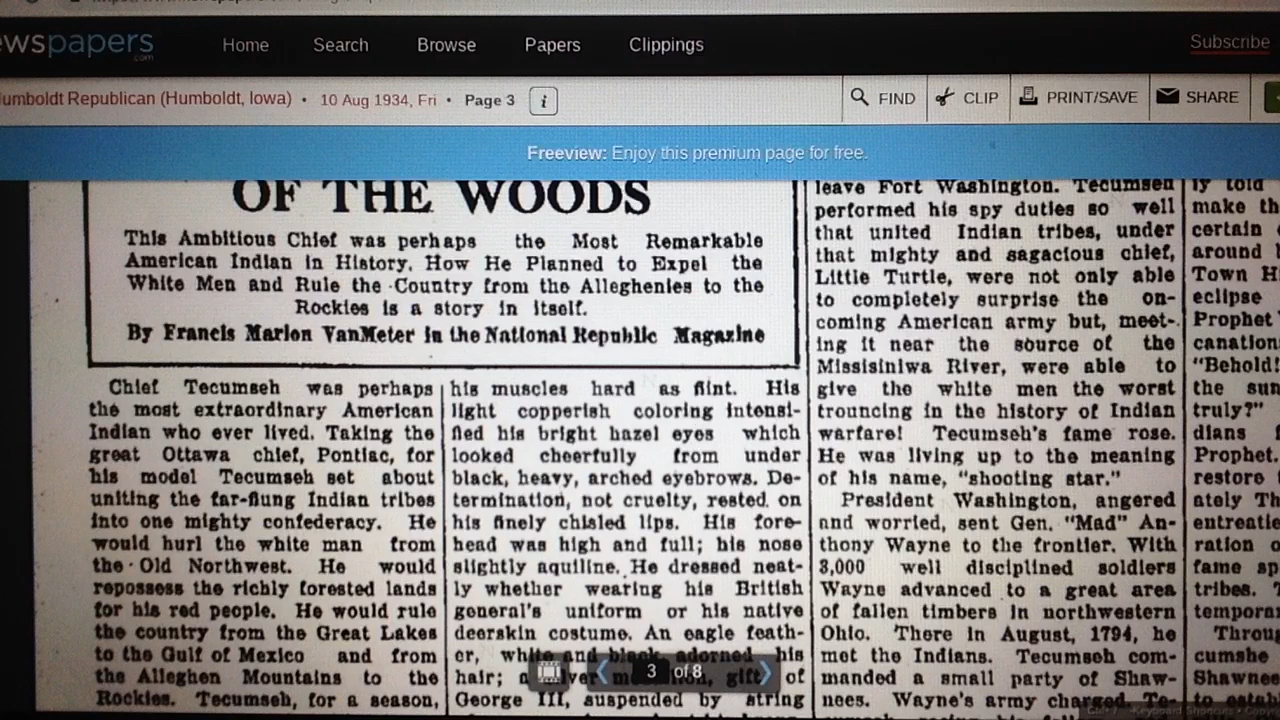 wspapers
.com
Home Search Browse Papers Clippings
Subscribe
umboldt Republican (Humboldt, Iowa) • 10 Aug 1934, Fri • Page 3 i
FIND CLIP PRINT/SAVE SHARE
Freeview: Enjoy this premium page for free.
OF THE WOODS
This Ambitious Chief was perhaps the Most Remarkable
American Indian in History. How He Planned to Expel the
White Men and Rule the Country from the Alleghenies to the
Rockies is a story in itself.
By Francis Marion VanMeter in the National Republic Magazine
Chief Tecumseh was perhaps
the most extraordinary American
Indian who ever lived. Taking the
great Ottawa chief, Pontiac, for
his model Tecumseh set about
uniting the far-flung Indian tribes
into one mighty confederacy. He
would hurl the white man from
the Old Northwest. He would
repossess the richly forested lands
for his red people. He would rule
the country from the Great Lakes
to the Gulf of Mexico and from
the Alleghen Mountains to the
Rockies. Tecumseh, for a season,
his muscles hard as flint. His
light copperish coloring intensi-
fied his bright hazel eyes which
looked cheerfully from under
black, heavy, arched eyebrows. De-
termination, not cruelty, rested on
his finely chisled lips. His fore-
head was high and full; his nose
slightly aquiline. He dressed neat-
ly whether wearing his British
general's uniform or his native
deerskin costume. An eagle feath-
er, white and black adorned his
hair; a gift of
George III, suspended by string
leave Fort Washington. Tecumseh
performed his spy duties so well
that united Indian tribes, under
that mighty and sagacious chief,
Little Turtle, were not only able
to completely surprise the on-
coming American army but, meet-
ing it near the source of the
Missisiniwa River, were able to
give the white men the worst
trouncing in the history of Indian
warfare! Tecumseh's fame rose.
He was living up to the meaning
of his name, "shooting star."
President Washington, angered
and worried, sent Gen. "Mad" An-
thony Wayne to the frontier. With
3,000 well disciplined soldiers
Wayne advanced to a great area
of fallen timbers in northwestern
Ohio. There in August, 1794, he
met the Indians. Tecumseh com-
manded a small party of Shaw-
nees. Wayne's army charged. Te-
ly told
make th
certain
around
Town H
eclipse
Prophet
canation
"Behold!
the sun
truly?"
dians
Prophet.
restore
ately Th
entreatie
ration o
fame sp
tribes.
temporar
Throu
cumshe
Shawnee
3 of 8